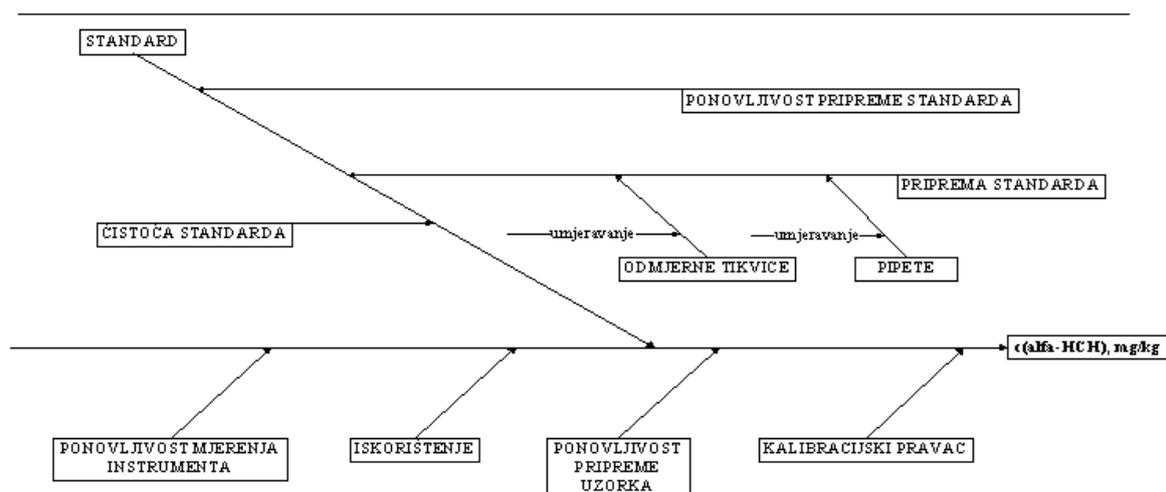 STANDARD
PONOVLJIVOST PRIPREME STANDARDA
PRIPREMA STANDARDA
ČISTOĆA STANDARDA
umjeravanje
umjeravanje
ODMJERNE TIKVICE
PIPETE
c(alfa-HCH), mg/kg
PONOVLJIVOST MJERENJA
INSTRUMENTA
ISKORIŠTENJE
PONOVLJIVOST
PRIPREME
UZORKA
KALIBRACIJSKI PRAVAC